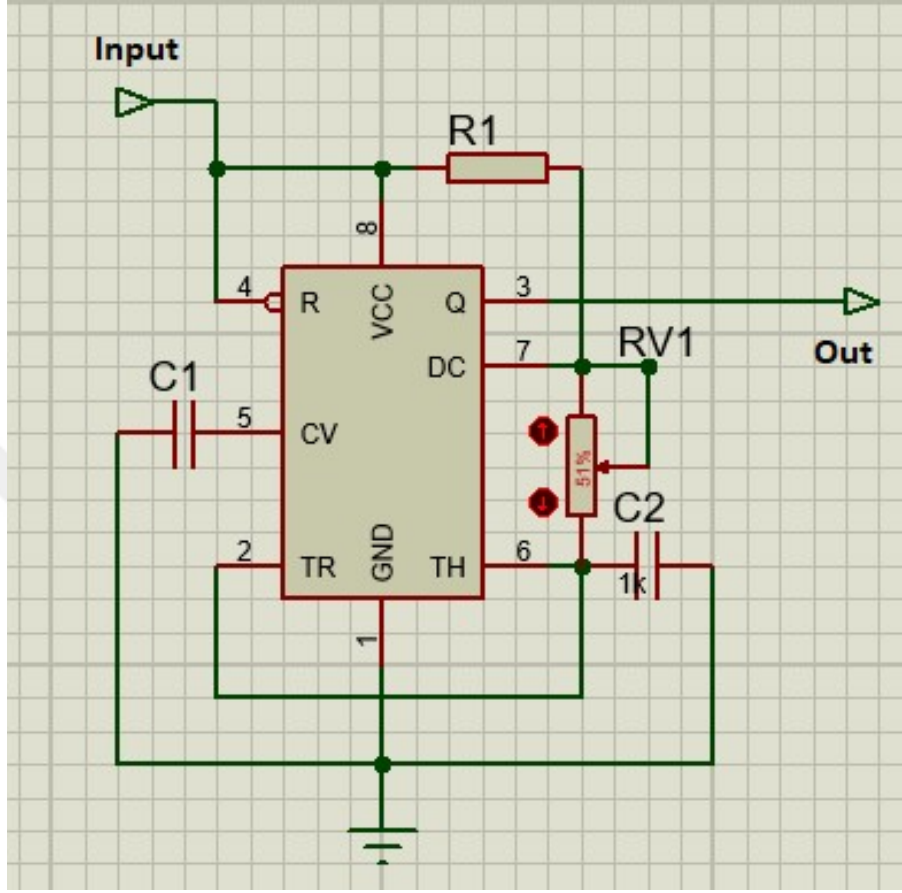 Input
R1
8
4
3
R
VCC
Q
Out
7
RV1
DC
C1
5
CV
51%
C2
2
6
TR
GND
TH
1k
1